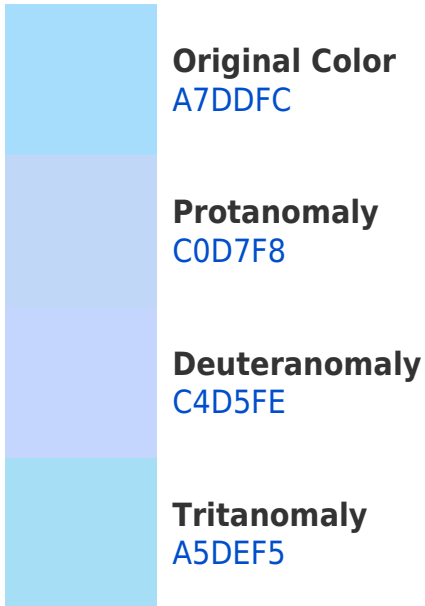 Original Color
A7DDFC
Protanomaly
C0D7F8
Deuteranomaly
C4D5FE
Tritanomaly
A5DEF5